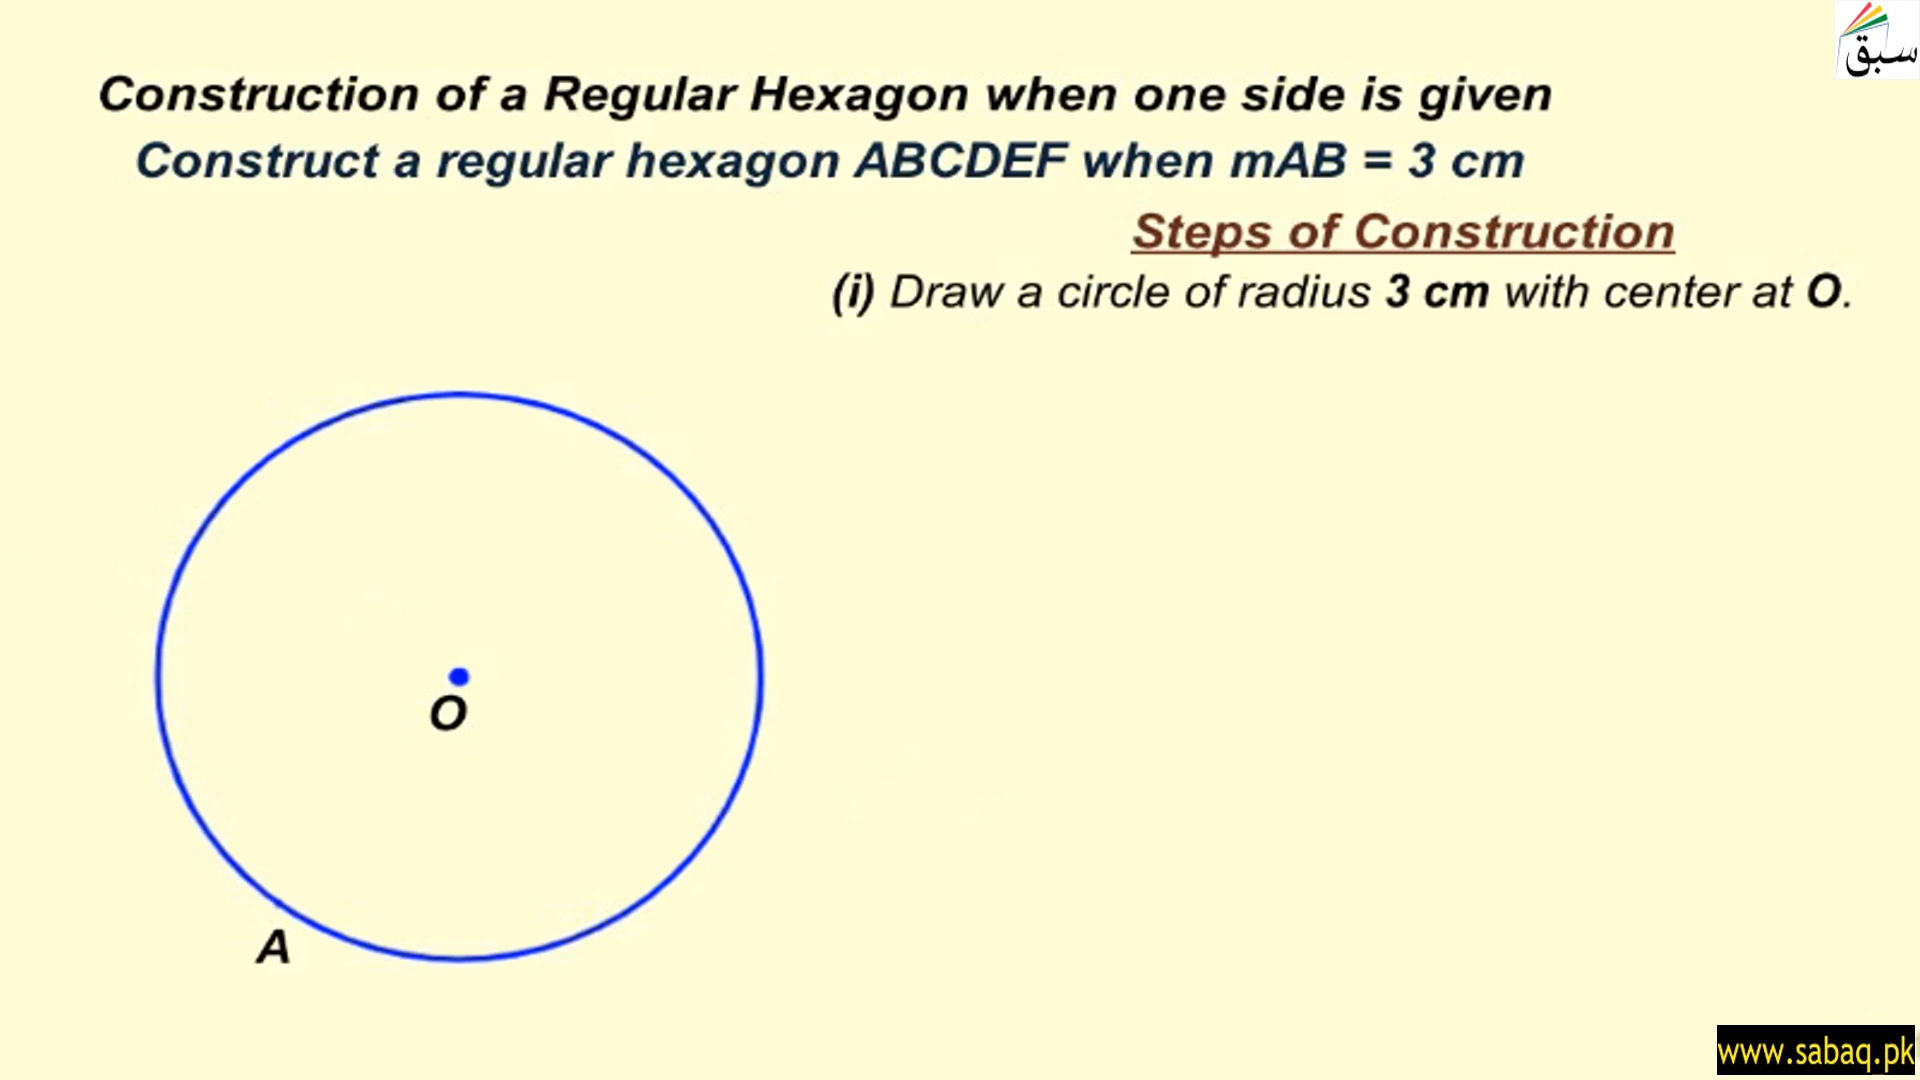 سبق
Construction of a Regular Hexagon when one side is given
Construct a regular hexagon ABCDEF when mAB = 3 cm
Steps of Construction
(i) Draw a circle of radius 3 cm with center at O.
O
A
www.sabaq.pk